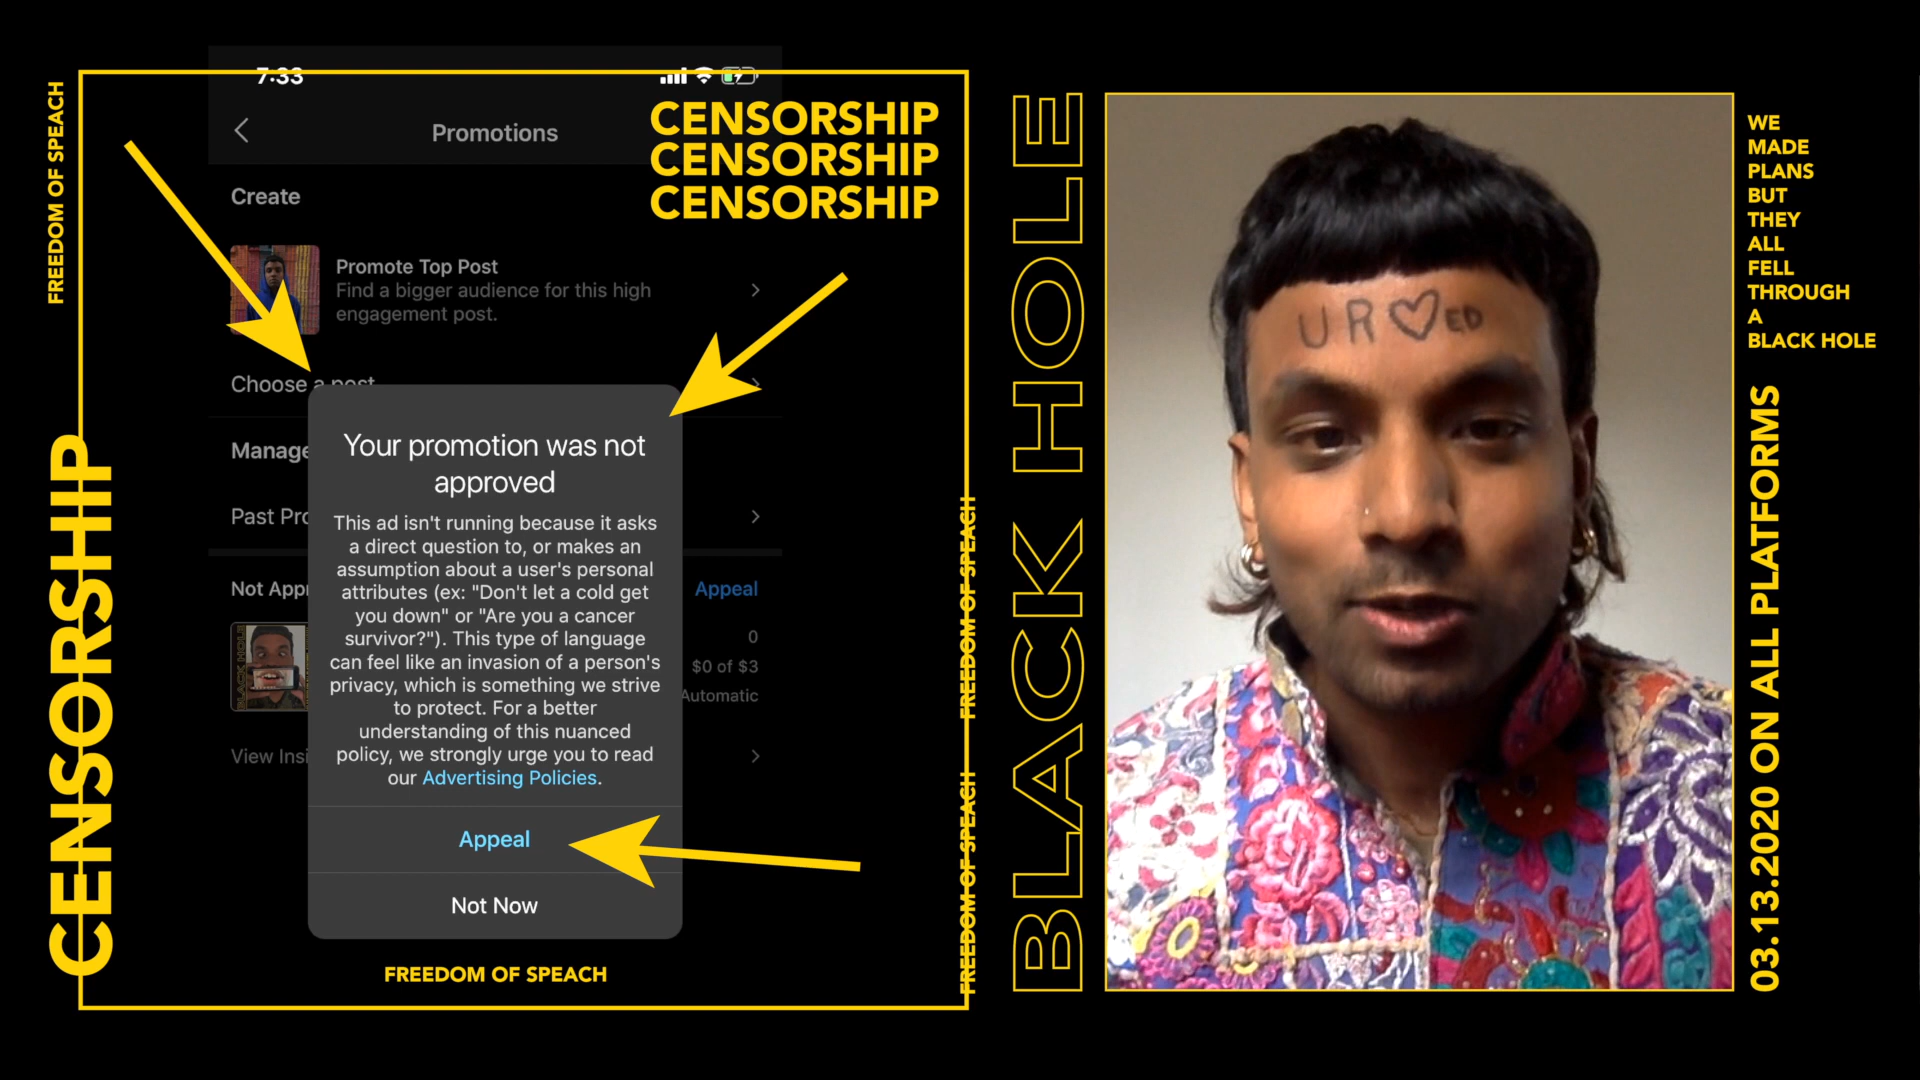 FREEDOM OF SPEACH
CENSORSHIP
7:33
Promotions
CENSORSHIP
CENSORSHIP
CENSORSHIP
Create
Promote Top Post
Find a bigger audience for this high
engagement post.
Choose a post
Manage
Past Pro
Not App
Appeal
BLACK HOLE
0
$0 of $3
Automatic
View Insi
Your promotion was not
approved
This ad isn't running because it asks
a direct question to, or makes an
assumption about a user's personal
attributes (ex: "Don't let a cold get
you down" or "Are you a cancer
survivor?"). This type of language
can feel like an invasion of a person's
privacy, which is something we strive
to protect. For a better
understanding of this nuanced
policy, we strongly urge you to read
our Advertising Policies.
Appeal
Not Now
FREEDOM OF SPEACH
FREEDOM OF SPEACH
FREEDOM OF SPEACH
BLACK HOLE
U R ♡ED
WE
MADE
PLANS
BUT
THEY
ALL
FELL
THROUGH
A
BLACK HOLE
03.13.2020 ON ALL PLATFORMS